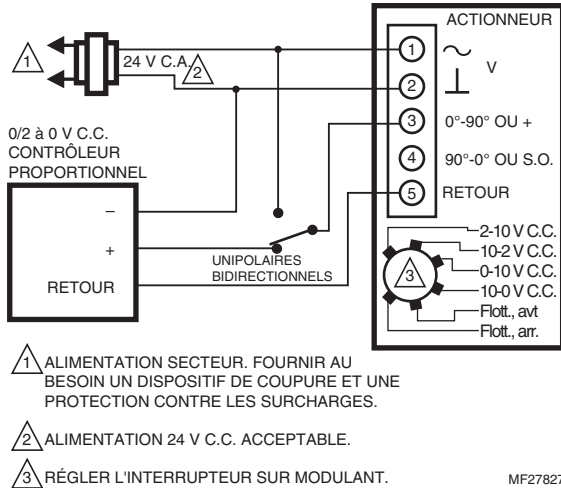 ACTIONNEUR
1
24 V C.A.
2
1
V
2
0/2 à 0 V C.C.
CONTRÔLEUR
PROPORTIONNEL
3
0°-90° OU +
4
90°-0° OU S.O.
5
RETOUR
–
+
RETOUR
UNIPOLAIRES
BIDIRECTIONNELS
3
2-10 V C.C.
10-2 V C.C.
0-10 V C.C.
10-0 V C.C.
Flott., avt
Flott., arr.
1 ALIMENTATION SECTEUR. FOURNIR AU
BESOIN UN DISPOSITIF DE COUPURE ET UNE
PROTECTION CONTRE LES SURCHARGES.
2 ALIMENTATION 24 V C.C. ACCEPTABLE.
3 RÉGLER L'INTERRUPTEUR SUR MODULANT.
MF27827